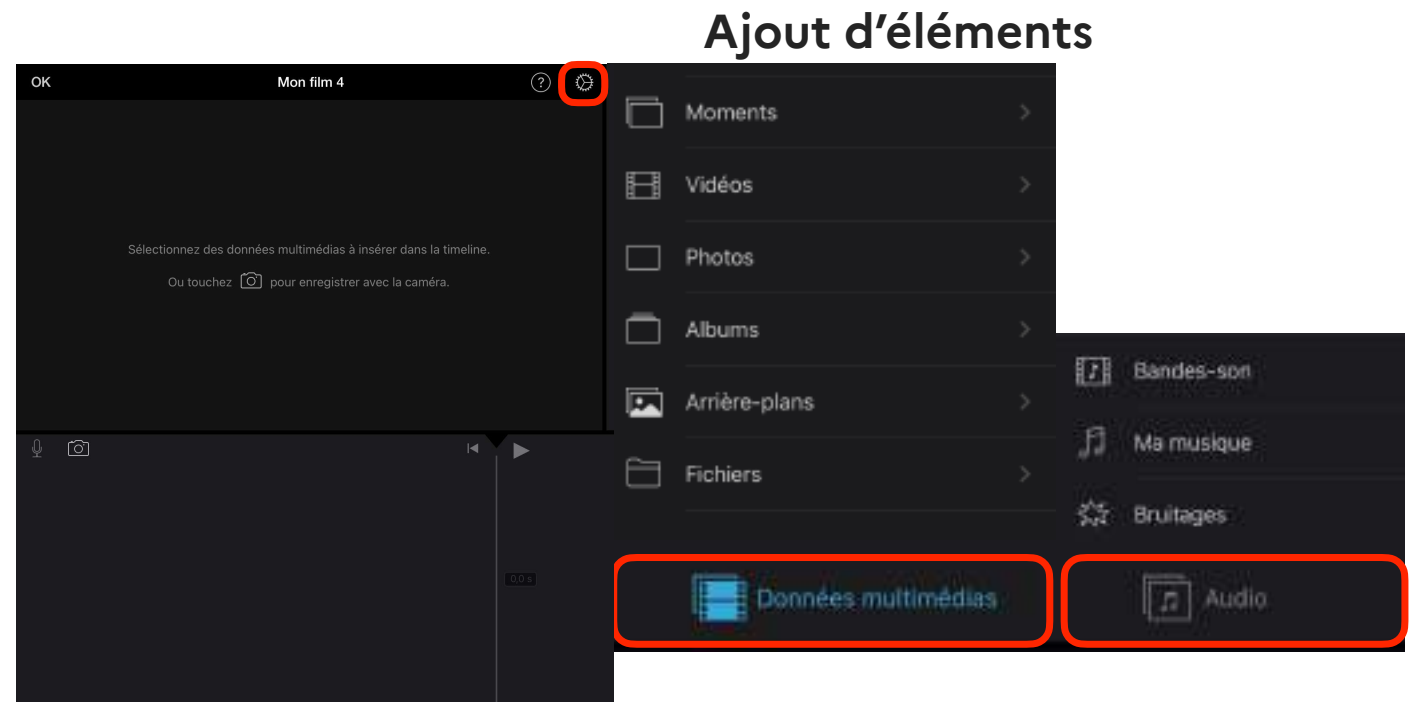 Ajout d’éléments
OK
Mon film 4
?
Sélectionnez des données multimédias à insérer dans la timeline.
Ou touchez pour enregistrer avec la caméra.
0,0 s
Moments
Vidéos
Photos
Albums
Arrière-plans
Fichiers
Données multimédias
Bandes-son
Ma musique
Bruitages
Audio